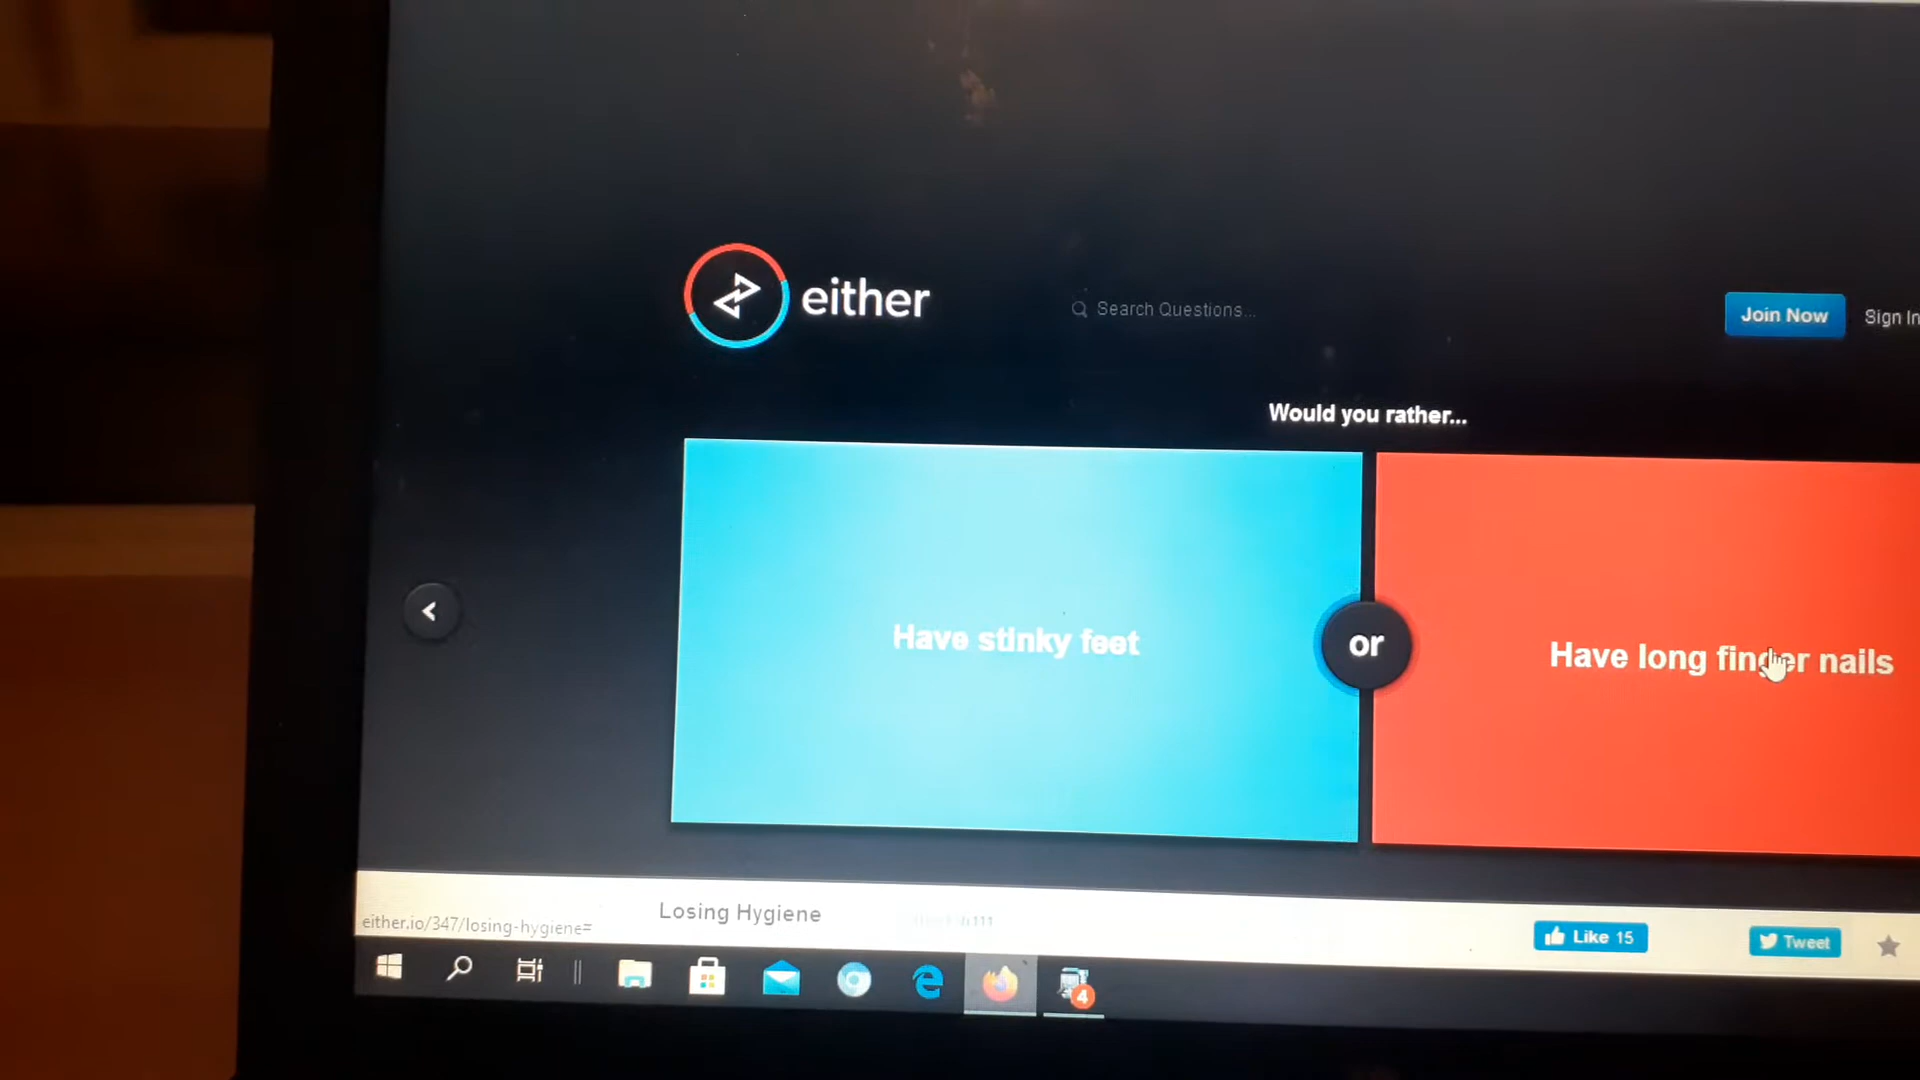 either
Search Questions...
Join Now
Sign In
Would you rather...
Have stinky feet
or
Have long finger nails
Losing Hygiene
either.io/347/losing-hygiene=
Like 15
Tweet
4